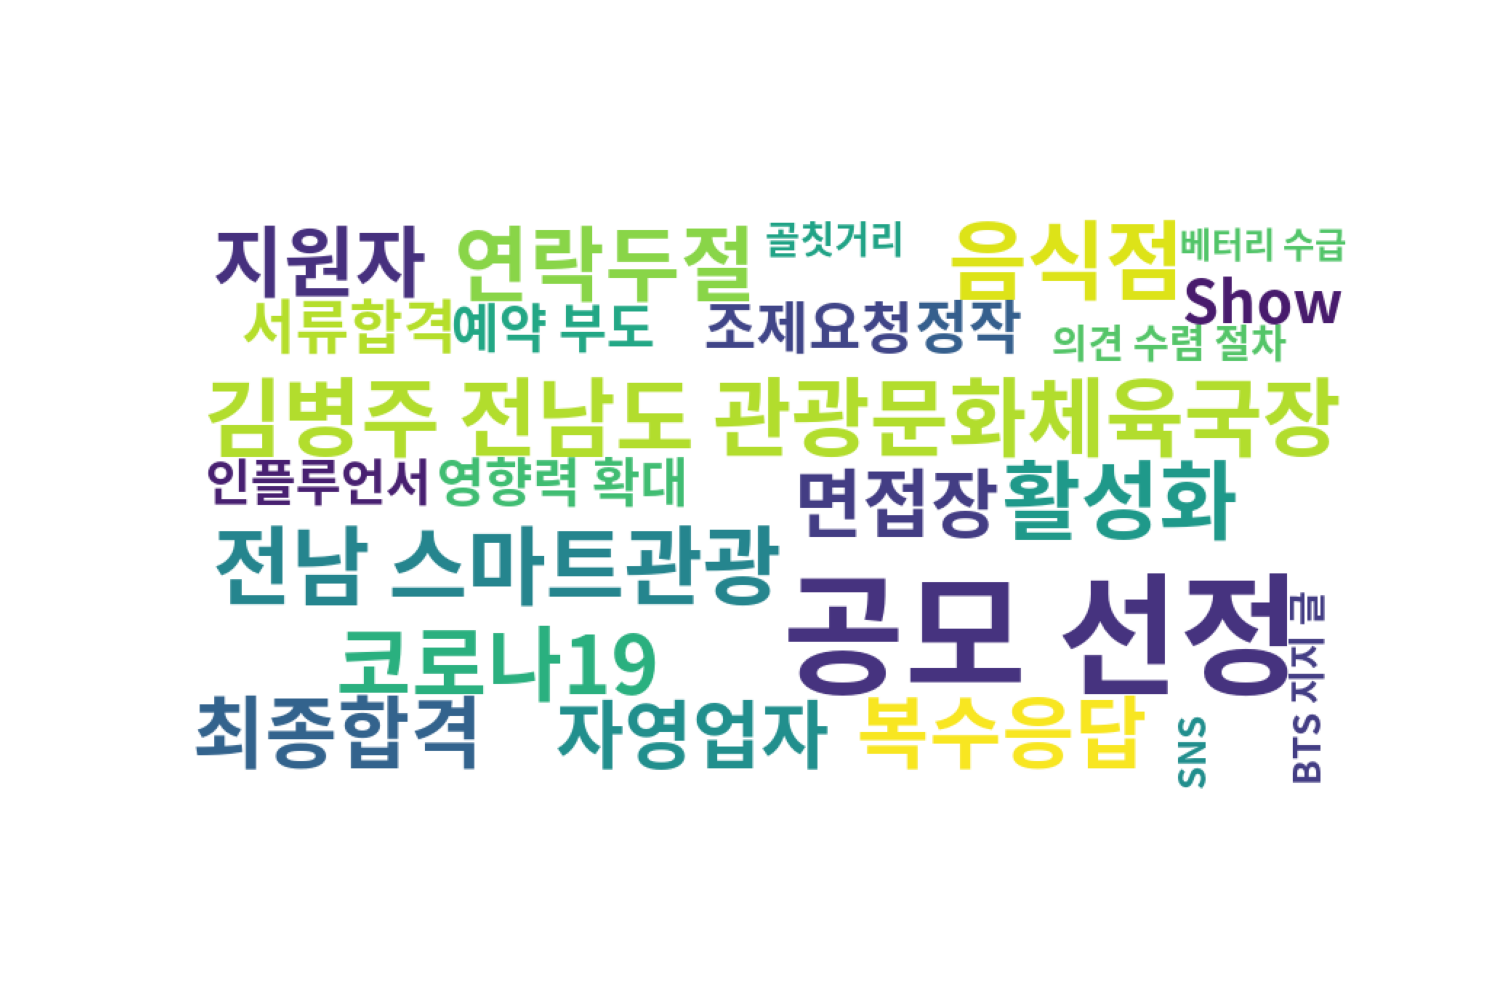 지원자 연락두절 골칫거리 음식점 베터리 수급
Show
서류합격 예약 부도 조제요청 정작 의견 수렴 절차
김병주 전남도 관광문화체육국장
인플루언서 영향력 확대 면접장 활성화
전남 스마트관광
공모 선정
BTS 지지 글
코로나19
최종합격 자영업자 복수응답 SNS